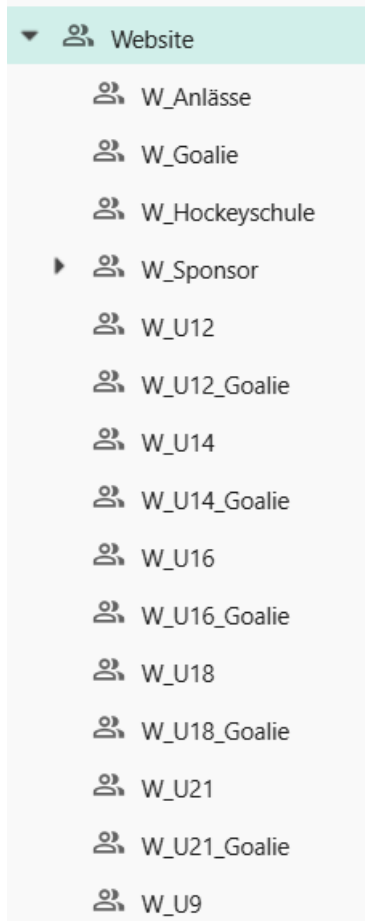 Website
W_Anlässe
W_Goalie
W_Hockeyschule
W_Sponsor
W_U12
W_U12_Goalie
W_U14
W_U14_Goalie
W_U16
W_U16_Goalie
W_U18
W_U18_Goalie
W_U21
W_U21_Goalie
W_U9